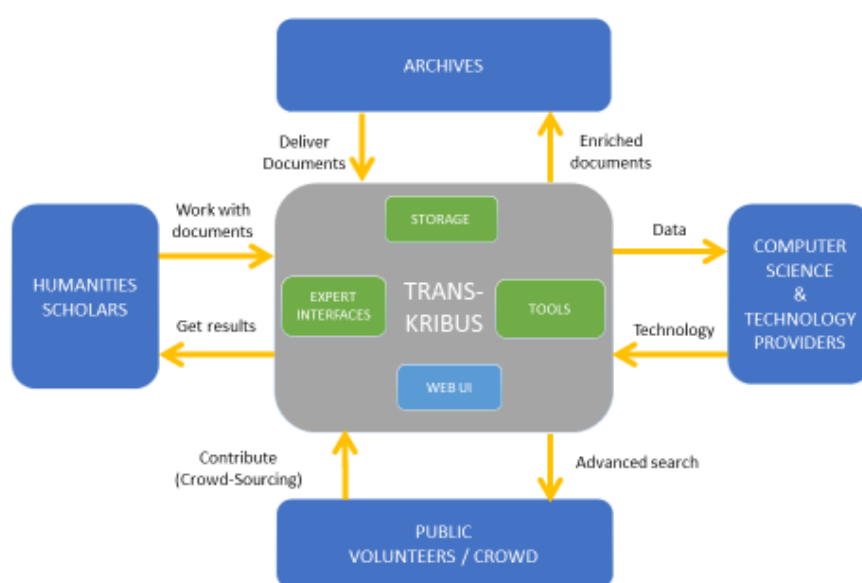 ARCHIVES
Deliver
Documents
Enriched
documents
Work with
documents
STORAGE
Data
HUMANITIES
SCHOLARS
EXPERT
INTERFACES
TRANS-
KRIBUS
TOOLS
COMPUTER
SCIENCE
&
TECHNOLOGY
PROVIDERS
Get results
Technology
WEB UI
Contribute
(Crowd-Sourcing)
Advanced search
PUBLIC
VOLUNTEERS / CROWD